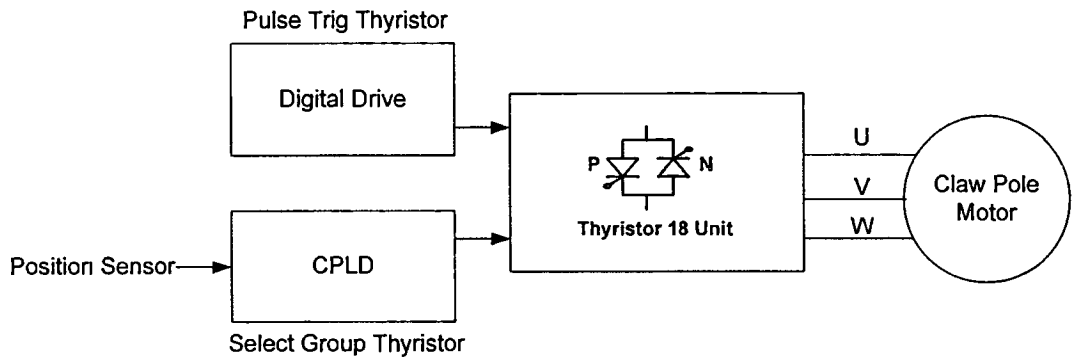 Pulse Trig Thyristor
Digital Drive
P
N
Thyristor 18 Unit
U
V
W
Claw Pole
Motor
Position Sensor
CPLD
Select Group Thyristor